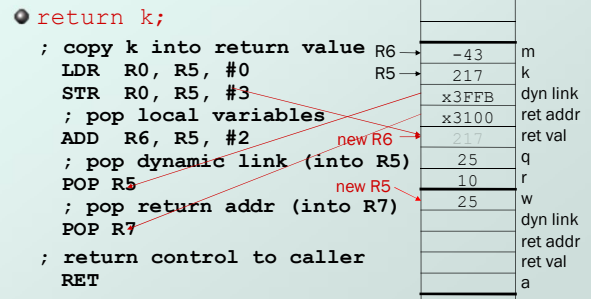 return k;
; copy k into return value
LDR R0, R5, #0
STR R0, R5, #3
; pop local variables
ADD R6, R5, #2
; pop dynamic link (into R5)
POP R5
; pop return addr (into R7)
POP R7
; return control to caller
RET
R6
R5
new R6
new R5
-43 m
217 k
x3FFB dyn link
x3100 ret addr
217 ret val
25 q
10 r
25 w
dyn link
ret addr
ret val
a